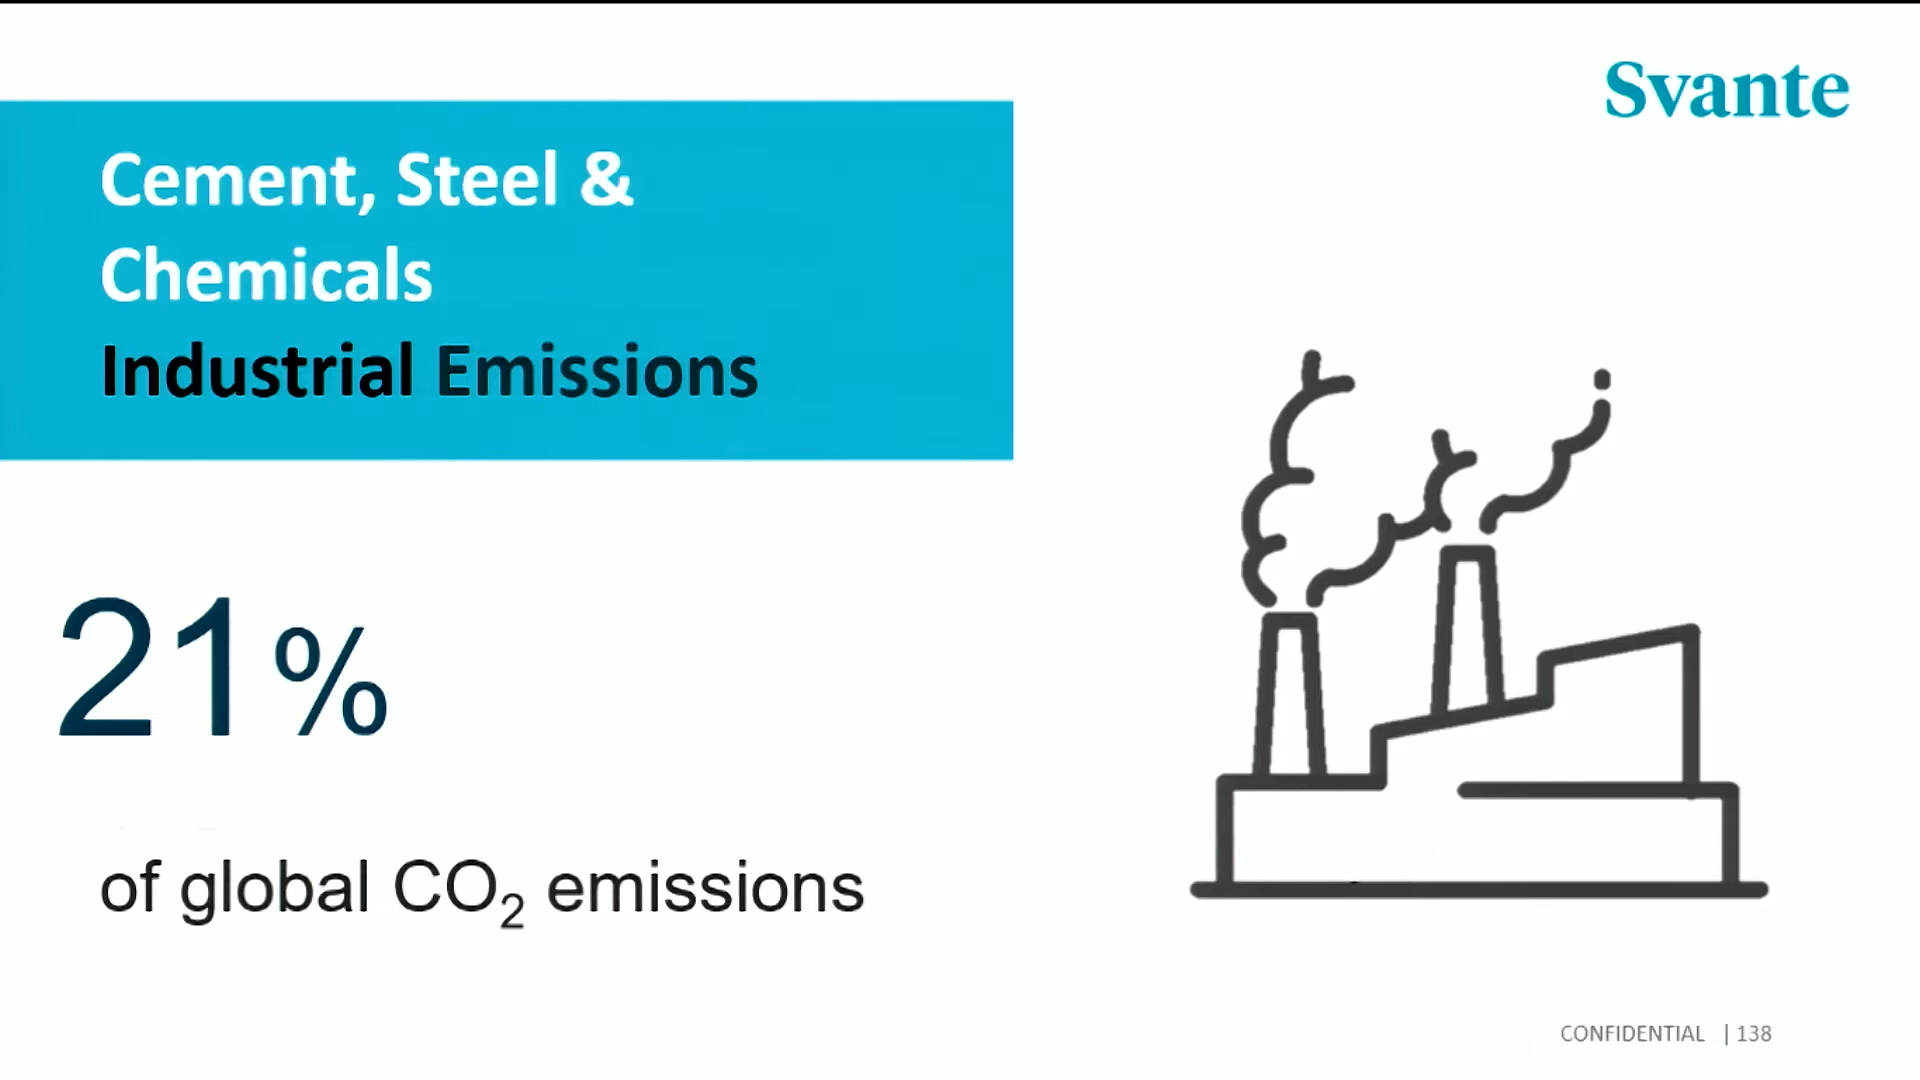 Svante
Cement, Steel &
Chemicals
Industrial Emissions
21%
of global CO₂ emissions
CONFIDENTIAL | 138